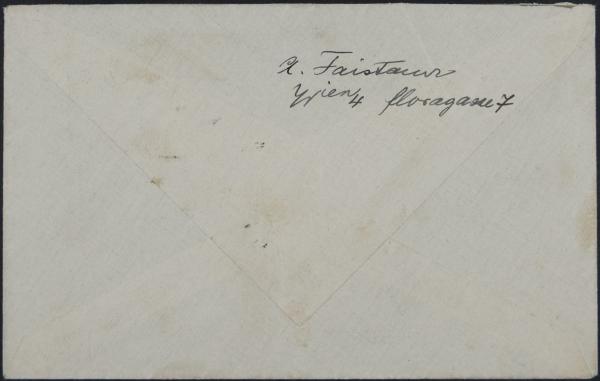 A. Faistauer
Wien 4 floragasse 7